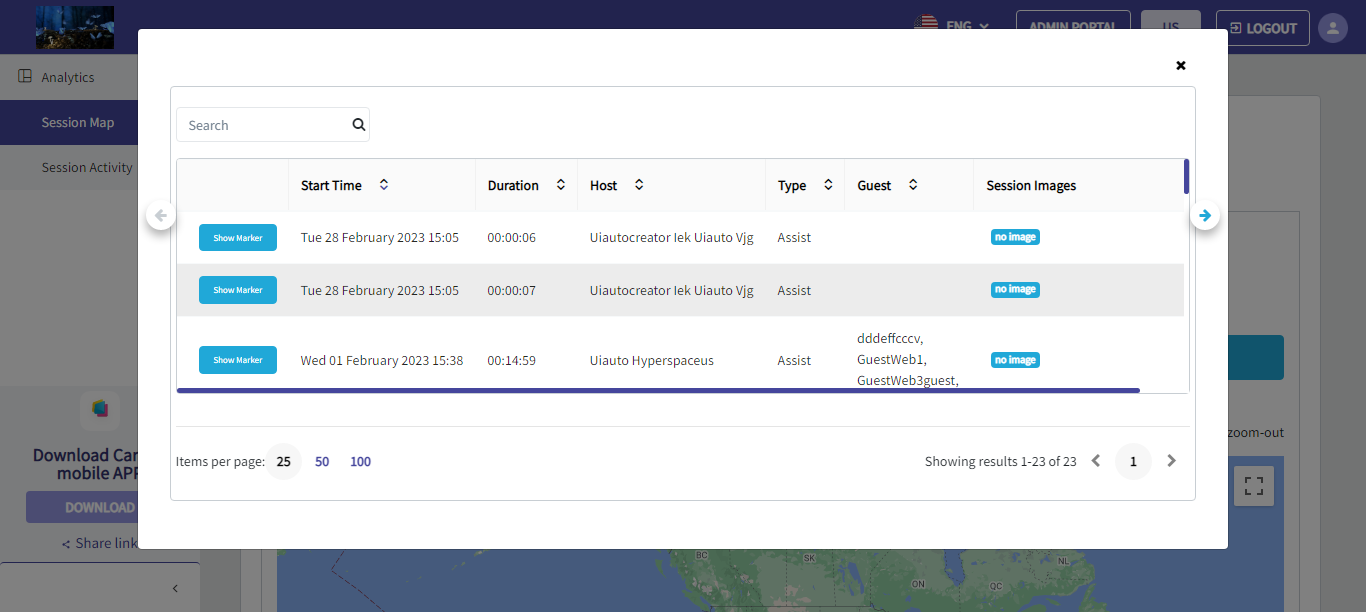 ENG
ADMIN PORTAL
US
LOGOUT
Analytics
Session Map
Session Activity
Search
Start Time Duration Host Type Guest Session Images
Show Marker Tue 28 February 2023 15:05 00:00:06 Uiautocreator Iek Uiauto Vjg Assist no image
Show Marker Tue 28 February 2023 15:05 00:00:07 Uiautocreator Iek Uiauto Vjg Assist no image
dddeffcccv,
Show Marker Wed 01 February 2023 15:38 00:14:59 Uiauto Hyperspaceus Assist GuestWeb1, no image
GuestWeb3guest,
Items per page: 25 50 100
Showing results 1-23 of 23 1
zoom-out
Download Car
mobile APP
DOWNLOAD
Share link
BC
SK
ON
QC
NL